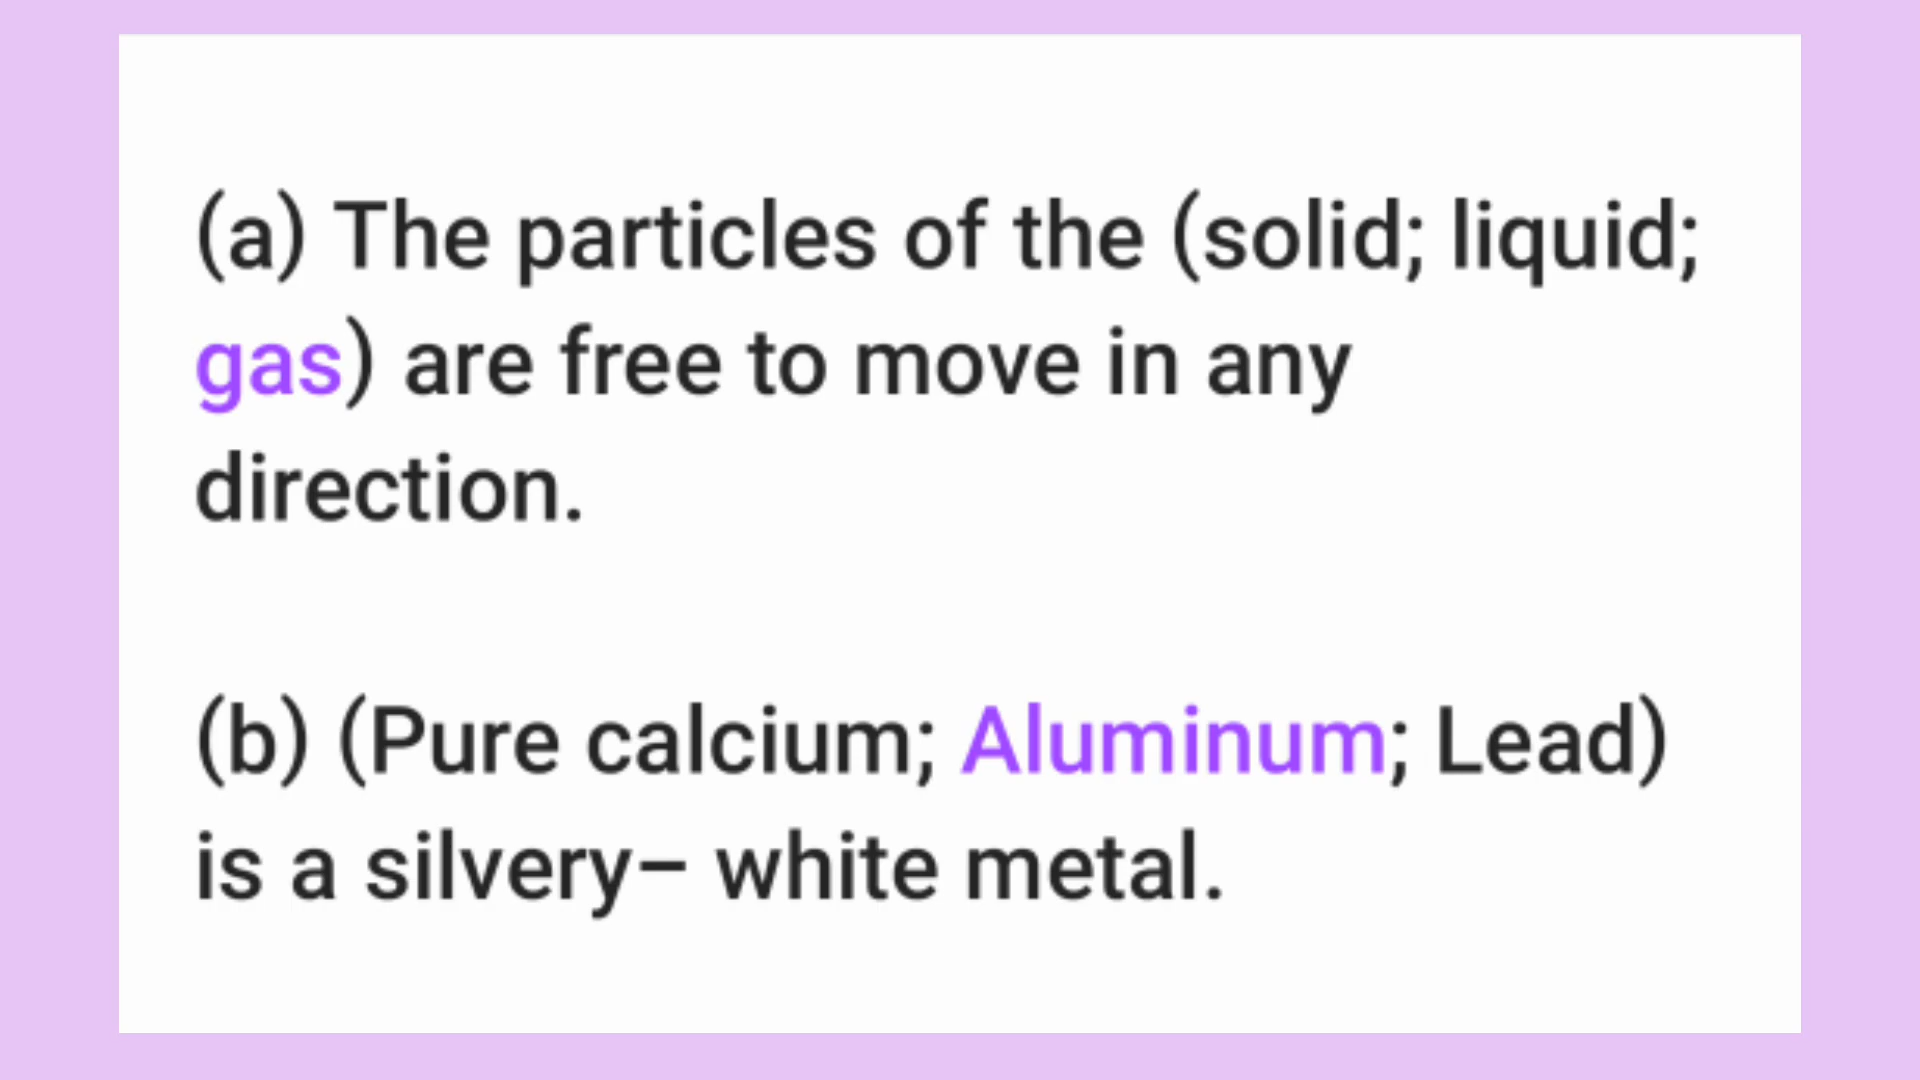 (a) The particles of the (solid; liquid;
gas) are free to move in any
direction.
(b) (Pure calcium; Aluminum; Lead)
is a silvery– white metal.